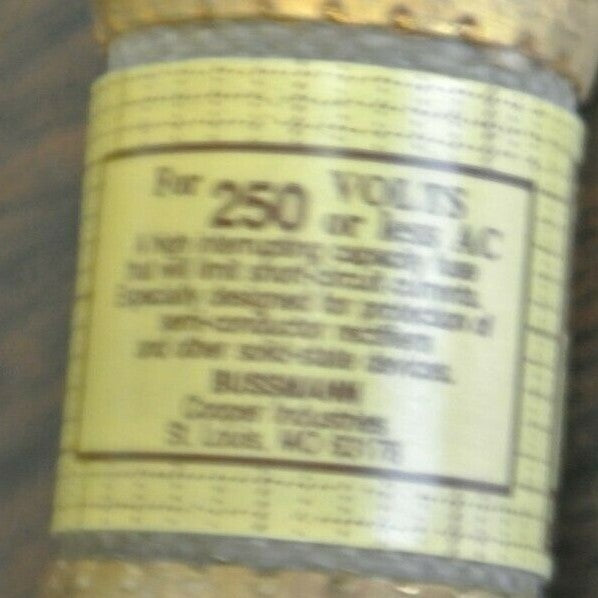 For 250 VOLTS
or less AC
A high interrupting capacity fuse
that will limit short-circuit currents.
Especially designed for protection of
semi-conductor rectifiers
and other solid-state devices.
BUSSMANN
Cooper Industries
St. Louis, MO 63178